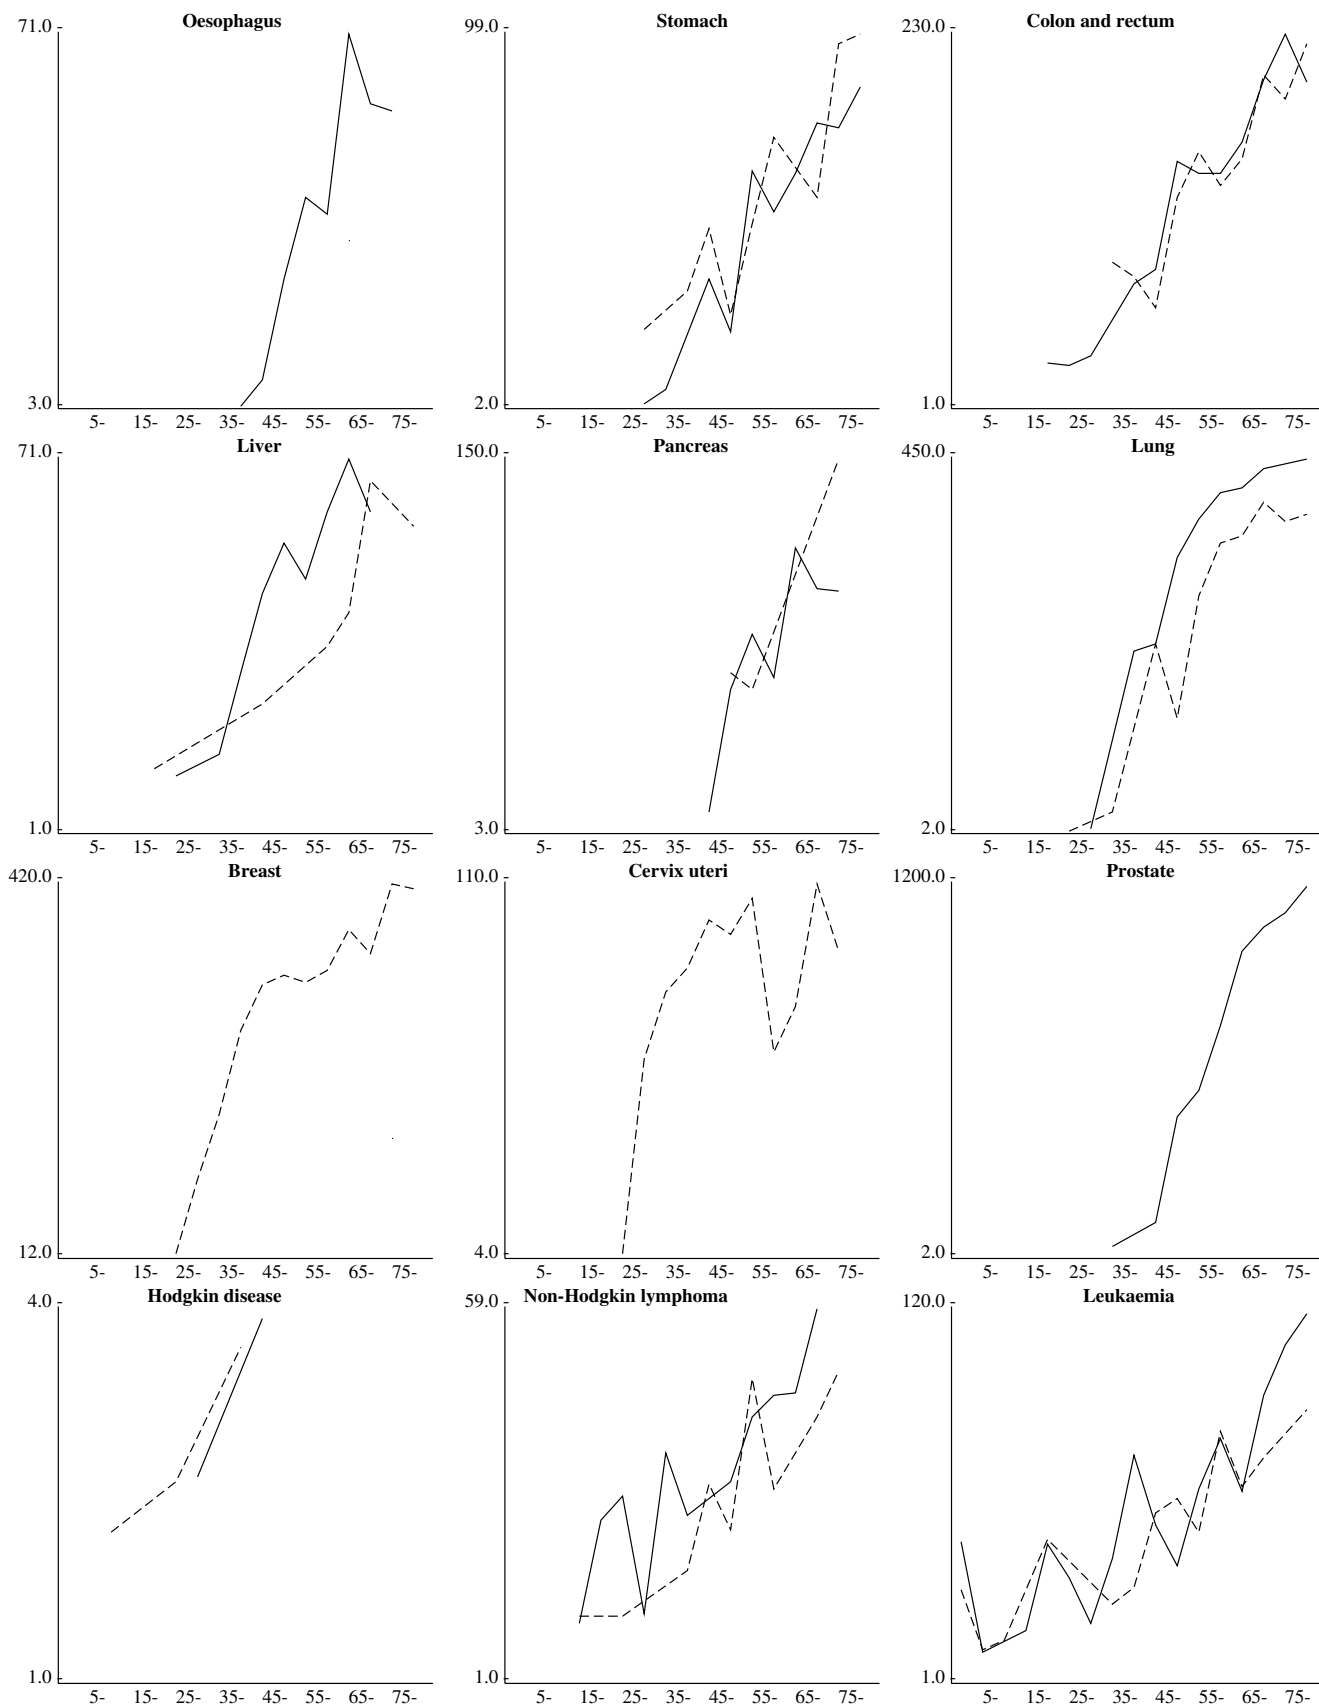 Oesophagus Stomach Colon and rectum
71.0 99.0 230.0
3.0 2.0 1.0
5- 15- 25- 35- 45- 55- 65- 75- 5- 15- 25- 35- 45- 55- 65- 75- 5- 15- 25- 35- 45- 55- 65- 75-
Liver Pancreas Lung
71.0 150.0 450.0
1.0 3.0 2.0
5- 15- 25- 35- 45- 55- 65- 75- 5- 15- 25- 35- 45- 55- 65- 75- 5- 15- 25- 35- 45- 55- 65- 75-
Breast Cervix uteri Prostate
420.0 110.0 1200.0
12.0 4.0 2.0
5- 15- 25- 35- 45- 55- 65- 75- 5- 15- 25- 35- 45- 55- 65- 75- 5- 15- 25- 35- 45- 55- 65- 75-
Hodgkin disease Non-Hodgkin lymphoma Leukaemia
4.0 59.0 120.0
1.0 1.0 1.0
5- 15- 25- 35- 45- 55- 65- 75- 5- 15- 25- 35- 45- 55- 65- 75- 5- 15- 25- 35- 45- 55- 65- 75-